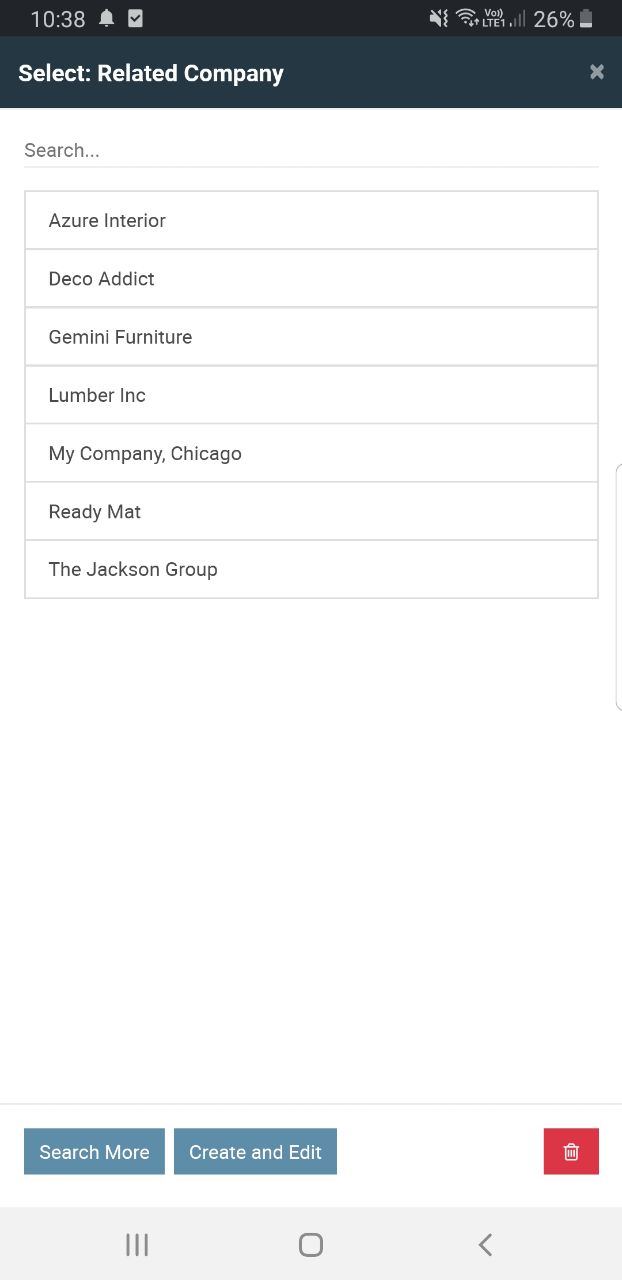 10:38 Vo)) LTE1 26%
Select: Related Company
Search...
Azure Interior
Deco Addict
Gemini Furniture
Lumber Inc
My Company, Chicago
Ready Mat
The Jackson Group
Search More Create and Edit